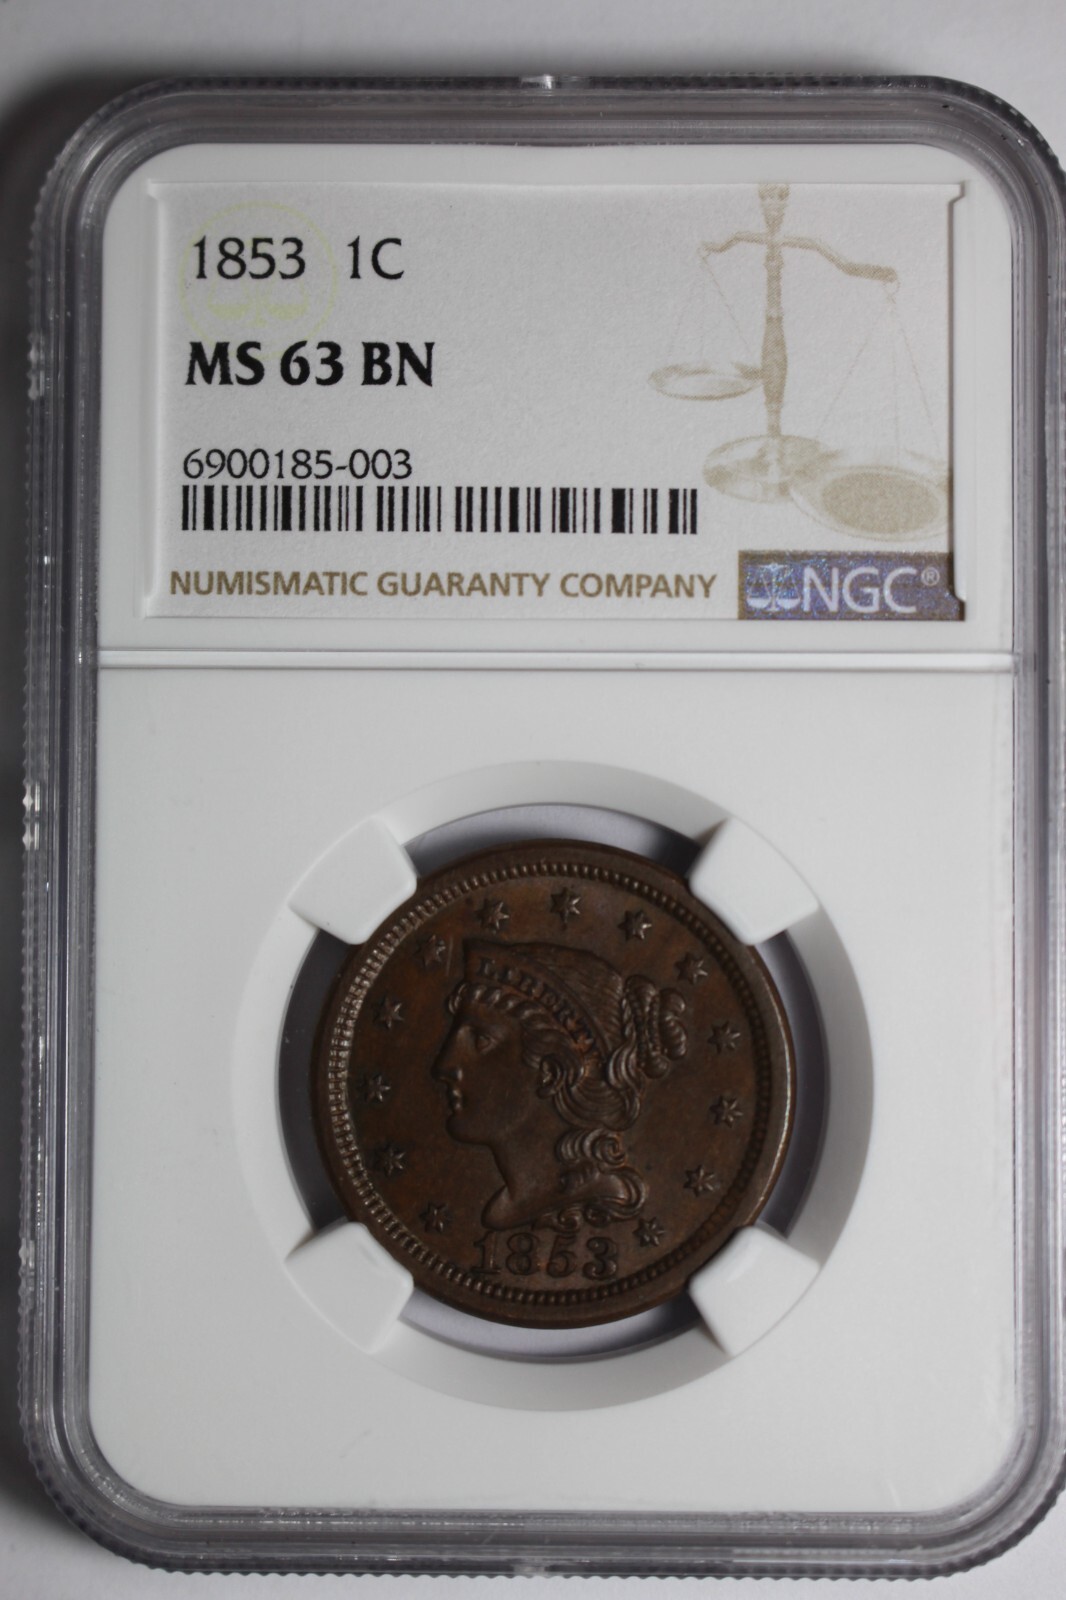 1853 1C
MS 63 BN
6900185-003
NUMISMATIC GUARANTY COMPANY NGC®
LIBERTY
1853